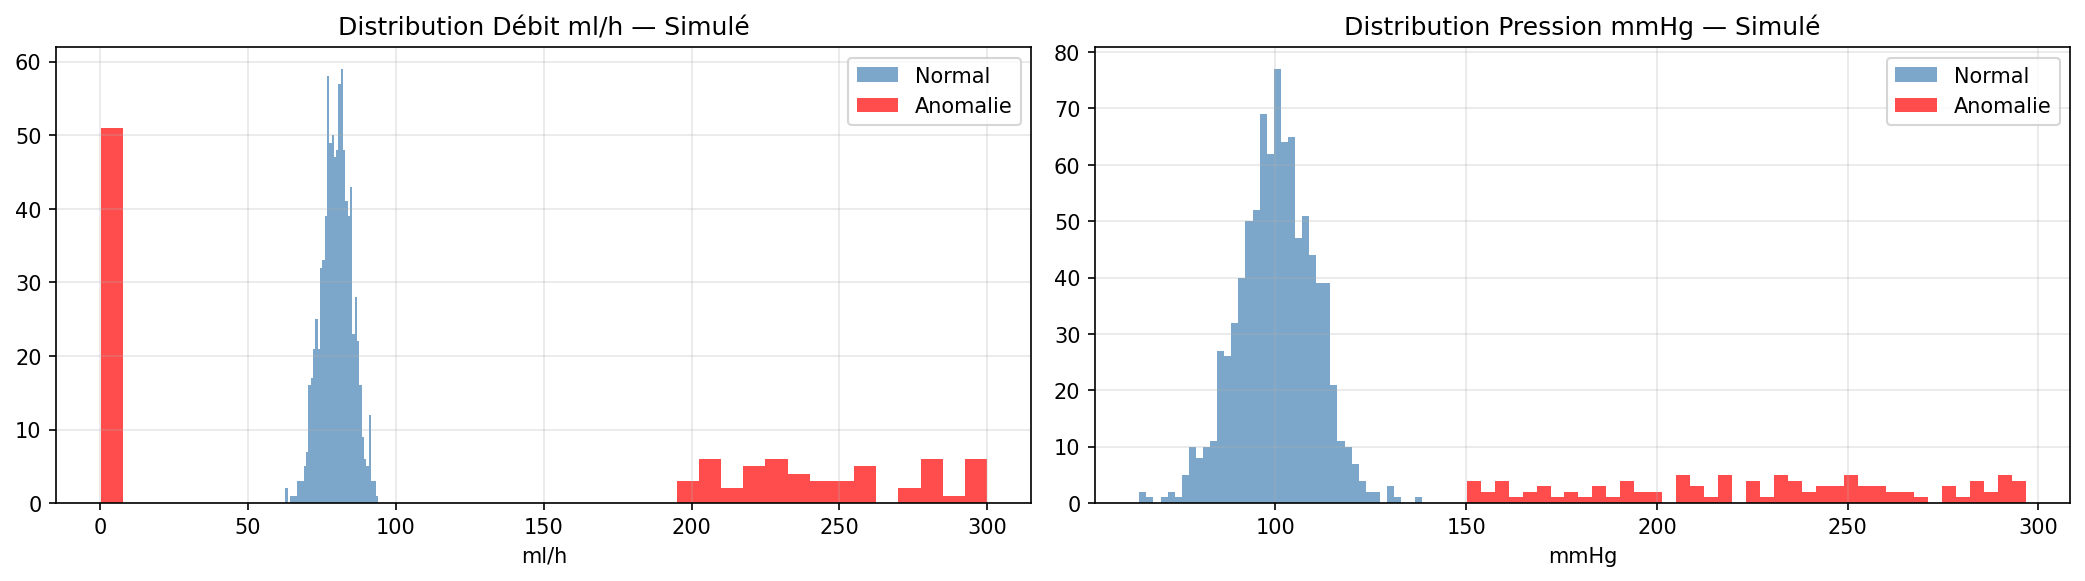 Distribution Débit ml/h — Simulé
60
50
40
30
20
10
0
0 50 100 150 200 250 300
ml/h
Normal
Anomalie
Distribution Pression mmHg — Simulé
80
70
60
50
40
30
20
10
0
100 150 200 250 300
mmHg
Normal
Anomalie